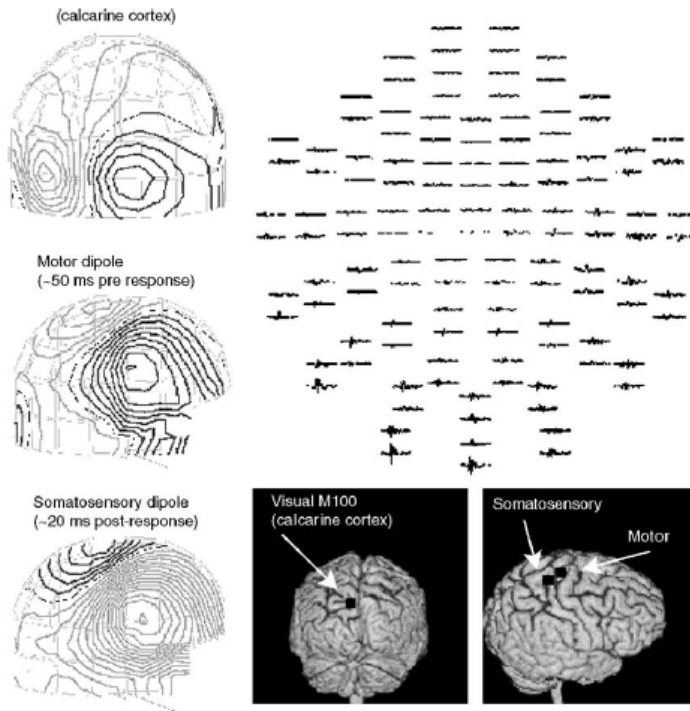 (calcarine cortex)
Motor dipole
(~50 ms pre response)
Somatosensory dipole
(~20 ms post-response)
Visual M100
(calcarine cortex)
Somatosensory
Motor